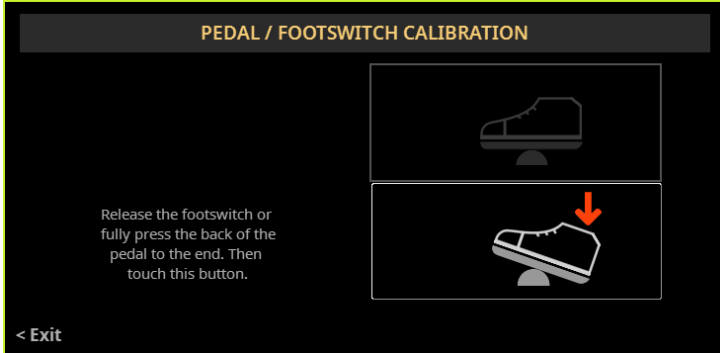 PEDAL / FOOTSWITCH CALIBRATION
Release the footswitch or
fully press the back of the
pedal to the end. Then
touch this button.
< Exit